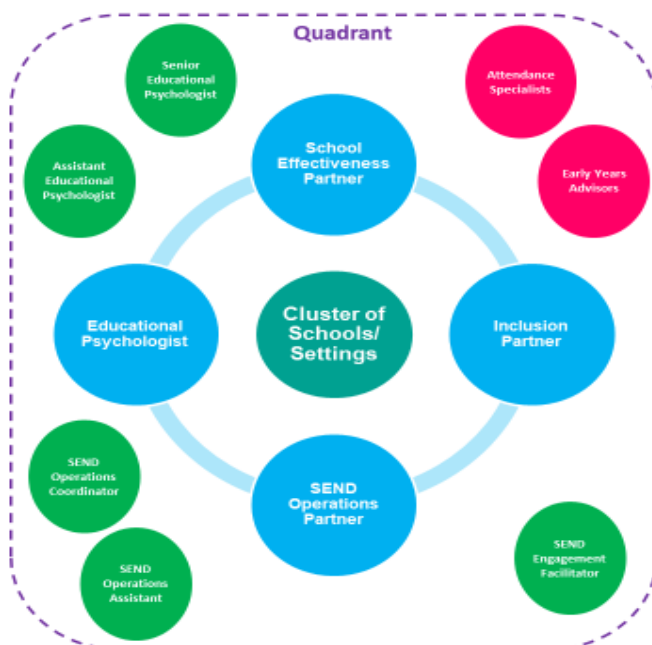 Quadrant
Senior
Educational
Psychologist
Attendance
Specialists
School
Effectiveness
Partner
Assistant
Educational
Psychologist
Early Years
Advisors
Educational
Psychologist
Cluster of
Schools/
Settings
Inclusion
Partner
SEND
Operations
Coordinator
SEND
Operations
Partner
SEND
Operations
Assistant
SEND
Engagement
Facilitator